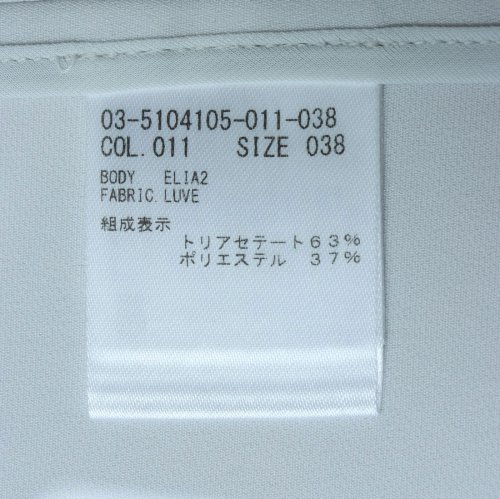 03-5104105-011-038
COL. 011 SIZE 038
BODY ELIA2
FABRIC. LUVE
組成表示
トリアセテート63%
ポリエステル 37%